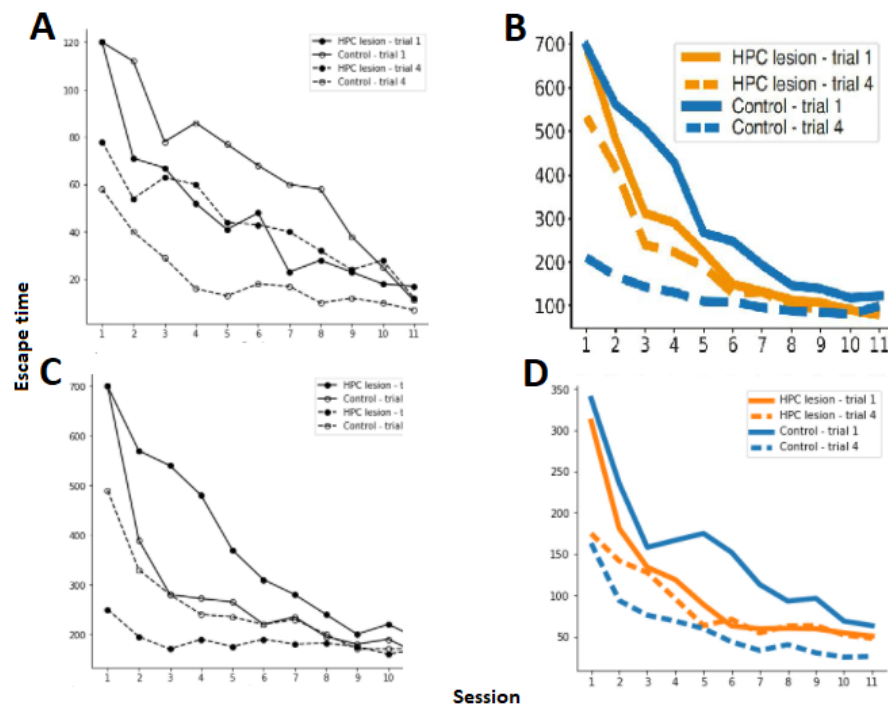 A
120
100
80
60
40
20
HPC lesion - trial 1
Control - trial 1
HPC lesion - trial 4
Control - trial 4
1 2 3 4 5 6 7 8 9 10 11
B
700
600
500
400
300
200
100
HPC lesion - trial 1
HPC lesion - trial 4
Control - trial 1
Control - trial 4
1 2 3 4 5 6 7 8 9 10 11
Escape time
C
700
600
500
400
300
200
HPC lesion - t
Control - trial
HPC lesion - t
Control - trial
1 2 3 4 5 6 7 8 9 10
D
350
300
250
200
150
100
50
HPC lesion - trial 1
HPC lesion - trial 4
Control - trial 1
Control - trial 4
1 2 3 4 5 6 7 8 9 10 11
Session